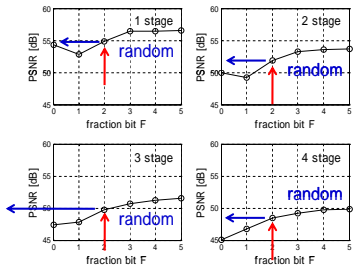 60
1 stage
PSNR [dB]
55
random
50
45
0 1 2 3 4 5
fraction bit F
60
2 stage
PSNR [dB]
55
random
50
45
0 1 2 3 4 5
fraction bit F
60
3 stage
PSNR [dB]
55
50
random
45
0 1 2 3 4 5
fraction bit F
60
4 stage
PSNR [dB]
55
random
50
45
0 1 2 3 4 5
fraction bit F